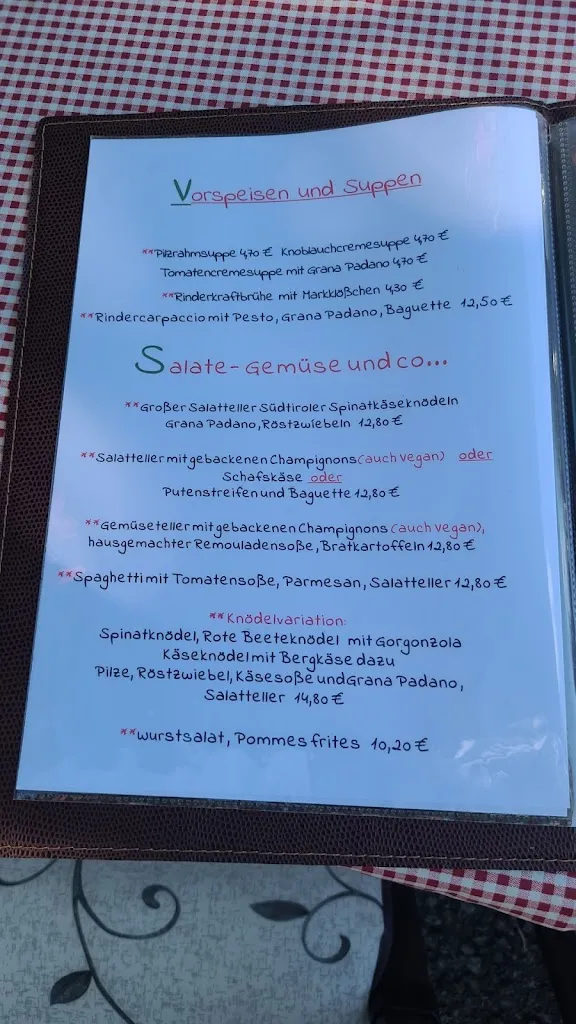 Vorspeisen und Suppen
**Pilzrahmsuppe 4,70 € Knoblauchcremesuppe 4,70 €
Tomatencremesuppe mit Grana Padano 4,70 €
**Rinderkraftbrühe mit Markklößchen 4,30 €
**Rindercarpaccio mit Pesto, Grana Padano, Baguette 12,50 €
Salate- Gemüse und co...
**Großer Salatteller Südtiroler Spinatkäseknödeln
Grana Padano, Röstzwiebeln 12,80 €
**Salatteller mit gebackenen Champignons (auch vegan) oder
Schafskäse oder
Putenstreifen und Baguette 12,80 €
**Gemüseteller mit gebackenen Champignons (auch vegan),
hausgemachter Remouladensoße, Bratkartoffeln 12,80 €
**Spaghetti mit Tomatensoße, Parmesan, Salatteller 12,80 €
**Knödelvariation:
Spinatknödel, Rote Beeteknödel mit Gorgonzola
Käseknödel mit Bergkäse dazu
Pilze, Röstzwiebel, Käsesoße und Grana Padano,
Salatteller 14,80 €
**Wurstsalat, Pommes frites 10,20 €